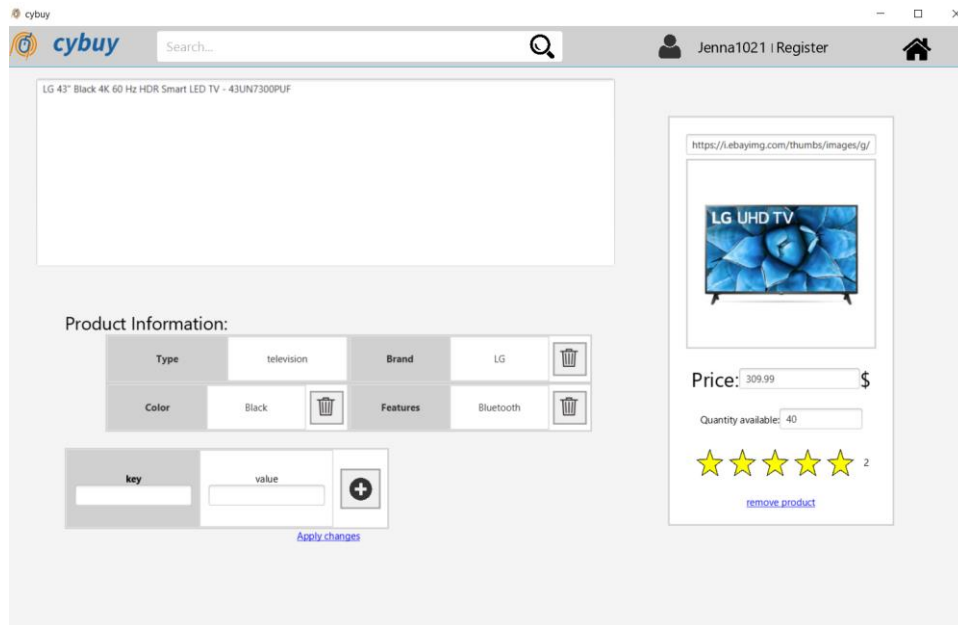 cybuy
cybuy
Search...
Jenna1021 | Register
LG 43" Black 4K 60 Hz HDR Smart LED TV - 43UN7300PUF
https://i.ebayimg.com/thumbs/images/g/
LG UHD TV
Product Information:
Type television Brand LG
Color Black Features Bluetooth
key value
Apply changes
Price: 309.99 $
Quantity available: 40
2
remove product